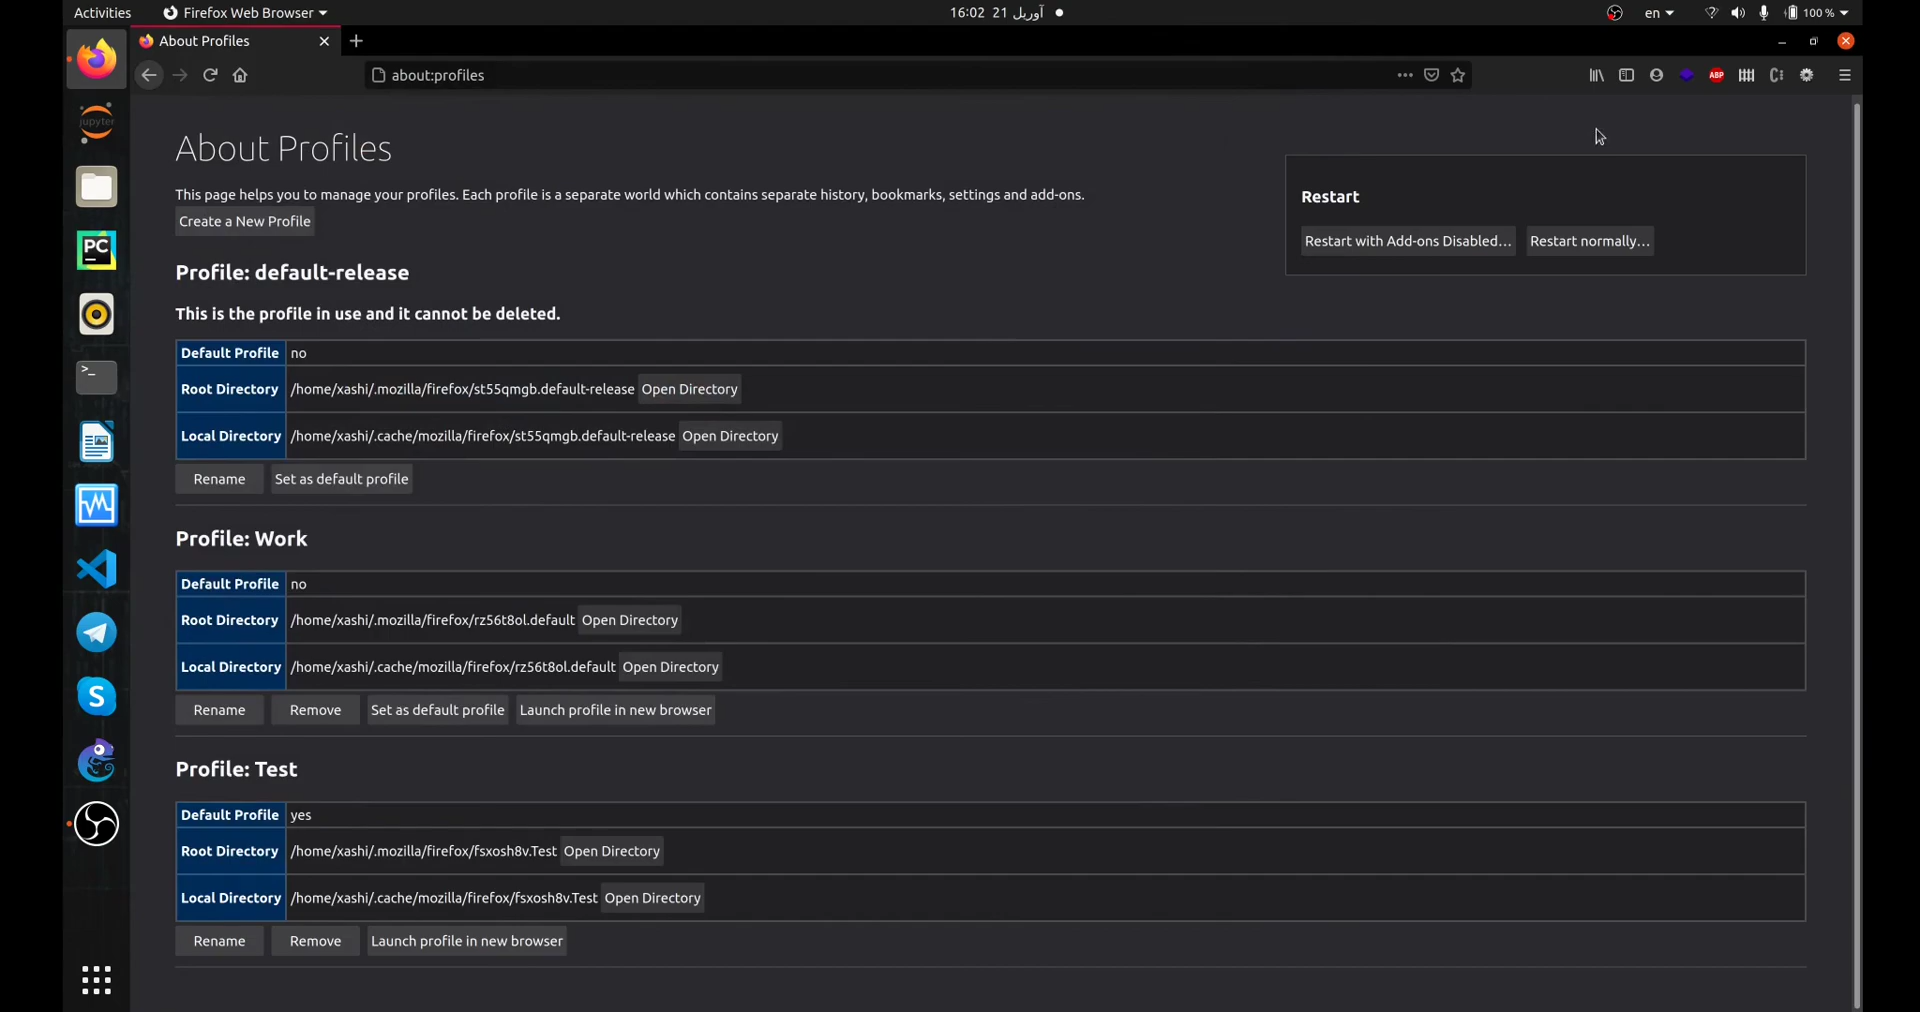 Activities
Firefox Web Browser
16:02 21 آوریل
en
100 %
About Profiles
about:profiles
ABP
jupyter
PC
>_
S
About Profiles
This page helps you to manage your profiles. Each profile is a separate world which contains separate history, bookmarks, settings and add-ons.
Create a New Profile
Restart
Restart with Add-ons Disabled…
Restart normally…
Profile: default-release
This is the profile in use and it cannot be deleted.
Default Profile no
Root Directory /home/xashi/.mozilla/firefox/st55qmgb.default-release Open Directory
Local Directory /home/xashi/.cache/mozilla/firefox/st55qmgb.default-release Open Directory
Rename Set as default profile
Profile: Work
Default Profile no
Root Directory /home/xashi/.mozilla/firefox/rz56t8ol.default Open Directory
Local Directory /home/xashi/.cache/mozilla/firefox/rz56t8ol.default Open Directory
Rename Remove Set as default profile Launch profile in new browser
Profile: Test
Default Profile yes
Root Directory /home/xashi/.mozilla/firefox/fsxosh8v.Test Open Directory
Local Directory /home/xashi/.cache/mozilla/firefox/fsxosh8v.Test Open Directory
Rename Remove Launch profile in new browser